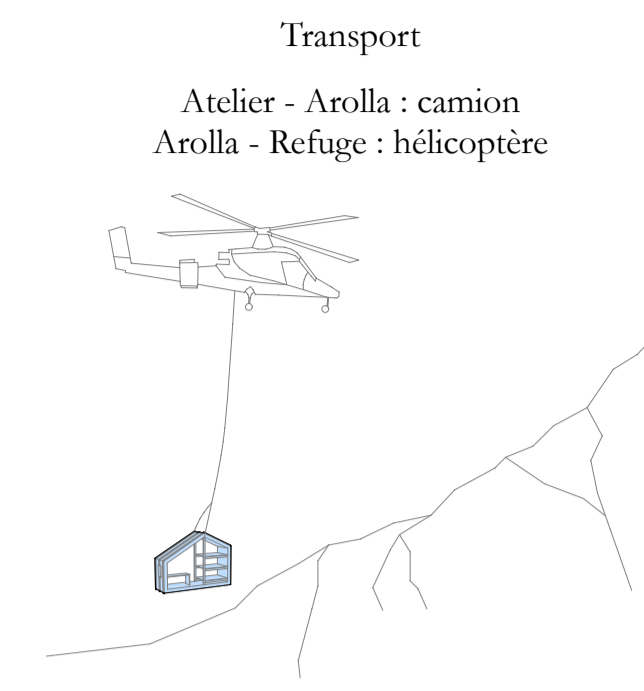 Transport
Atelier - Arolla : camion
Arolla - Refuge : hélicoptère